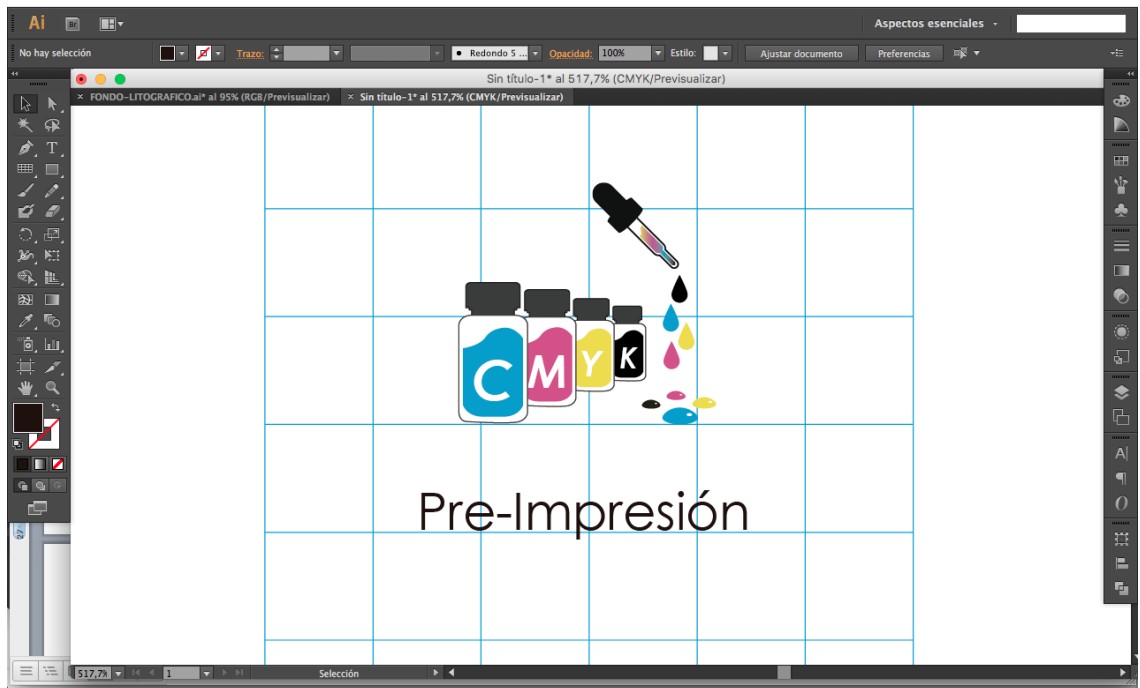 Ai Br Aspectos esenciales
No hay selección Trazo: Redondo 5 ... Opacidad: 100% Estilo: Ajustar documento Preferencias
Sin título-1* al 517,7% (CMYK/Previsualizar)
× FONDO-LITOGRAFICO.ai* al 95% (RGB/Previsualizar) × Sin título-1* al 517,7% (CMYK/Previsualizar)
C M Y K
Pre-Impresión
517,7% 1 Selección